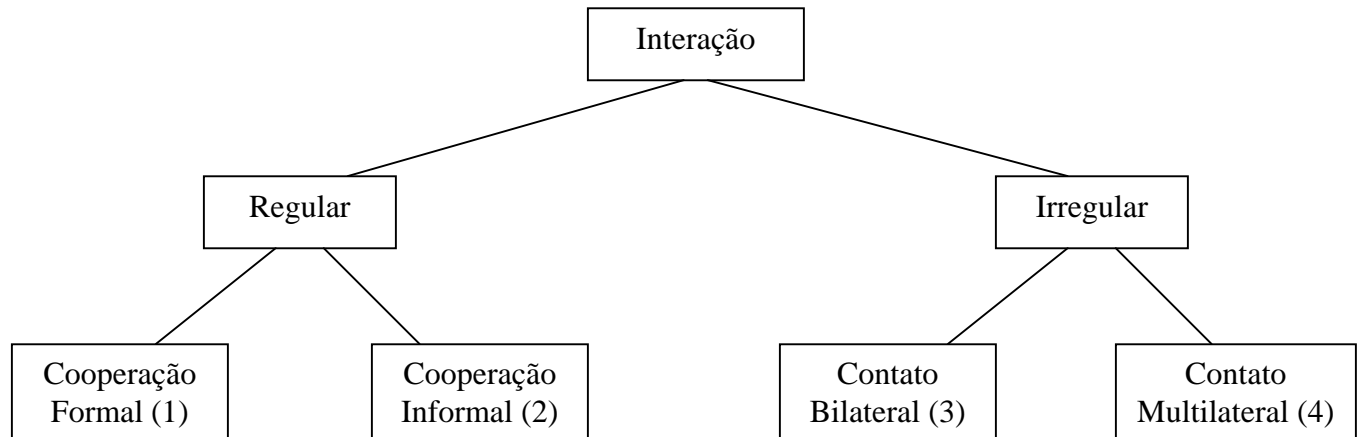 Interação
Regular
Irregular
Cooperação
Formal (1)
Cooperação
Informal (2)
Contato
Bilateral (3)
Contato
Multilateral (4)